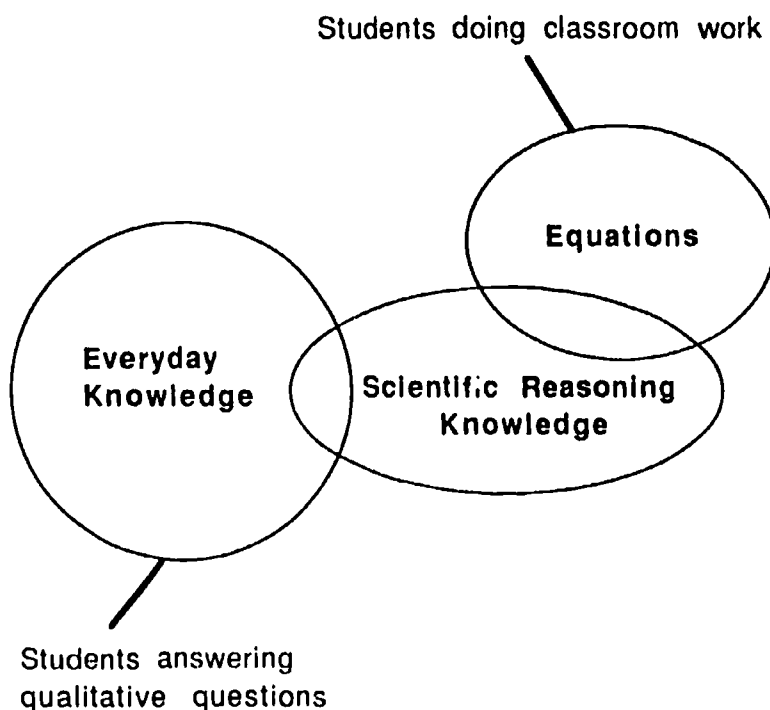 Students doing classroom work
Equations
Everyday
Knowledge
Scientific Reasoning
Knowledge
Students answering
qualitative questions